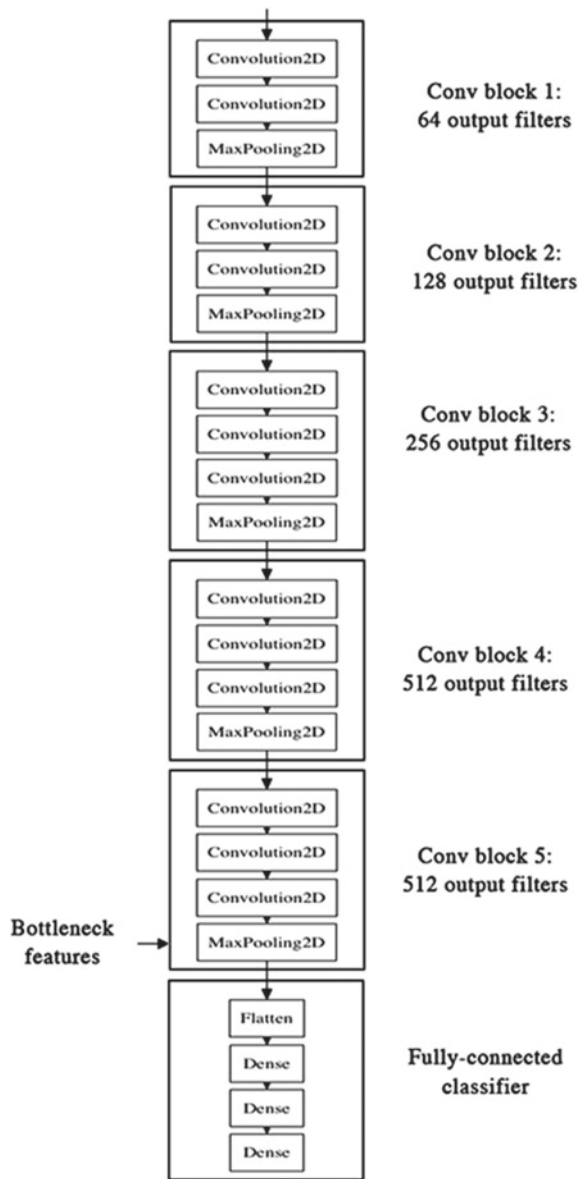 Convolution2D
Convolution2D
MaxPooling2D
Conv block 1:
64 output filters
Convolution2D
Convolution2D
MaxPooling2D
Conv block 2:
128 output filters
Convolution2D
Convolution2D
Convolution2D
MaxPooling2D
Conv block 3:
256 output filters
Convolution2D
Convolution2D
Convolution2D
MaxPooling2D
Conv block 4:
512 output filters
Convolution2D
Convolution2D
Convolution2D
MaxPooling2D
Conv block 5:
512 output filters
Bottleneck
features
Flatten
Dense
Dense
Dense
Fully-connected
classifier